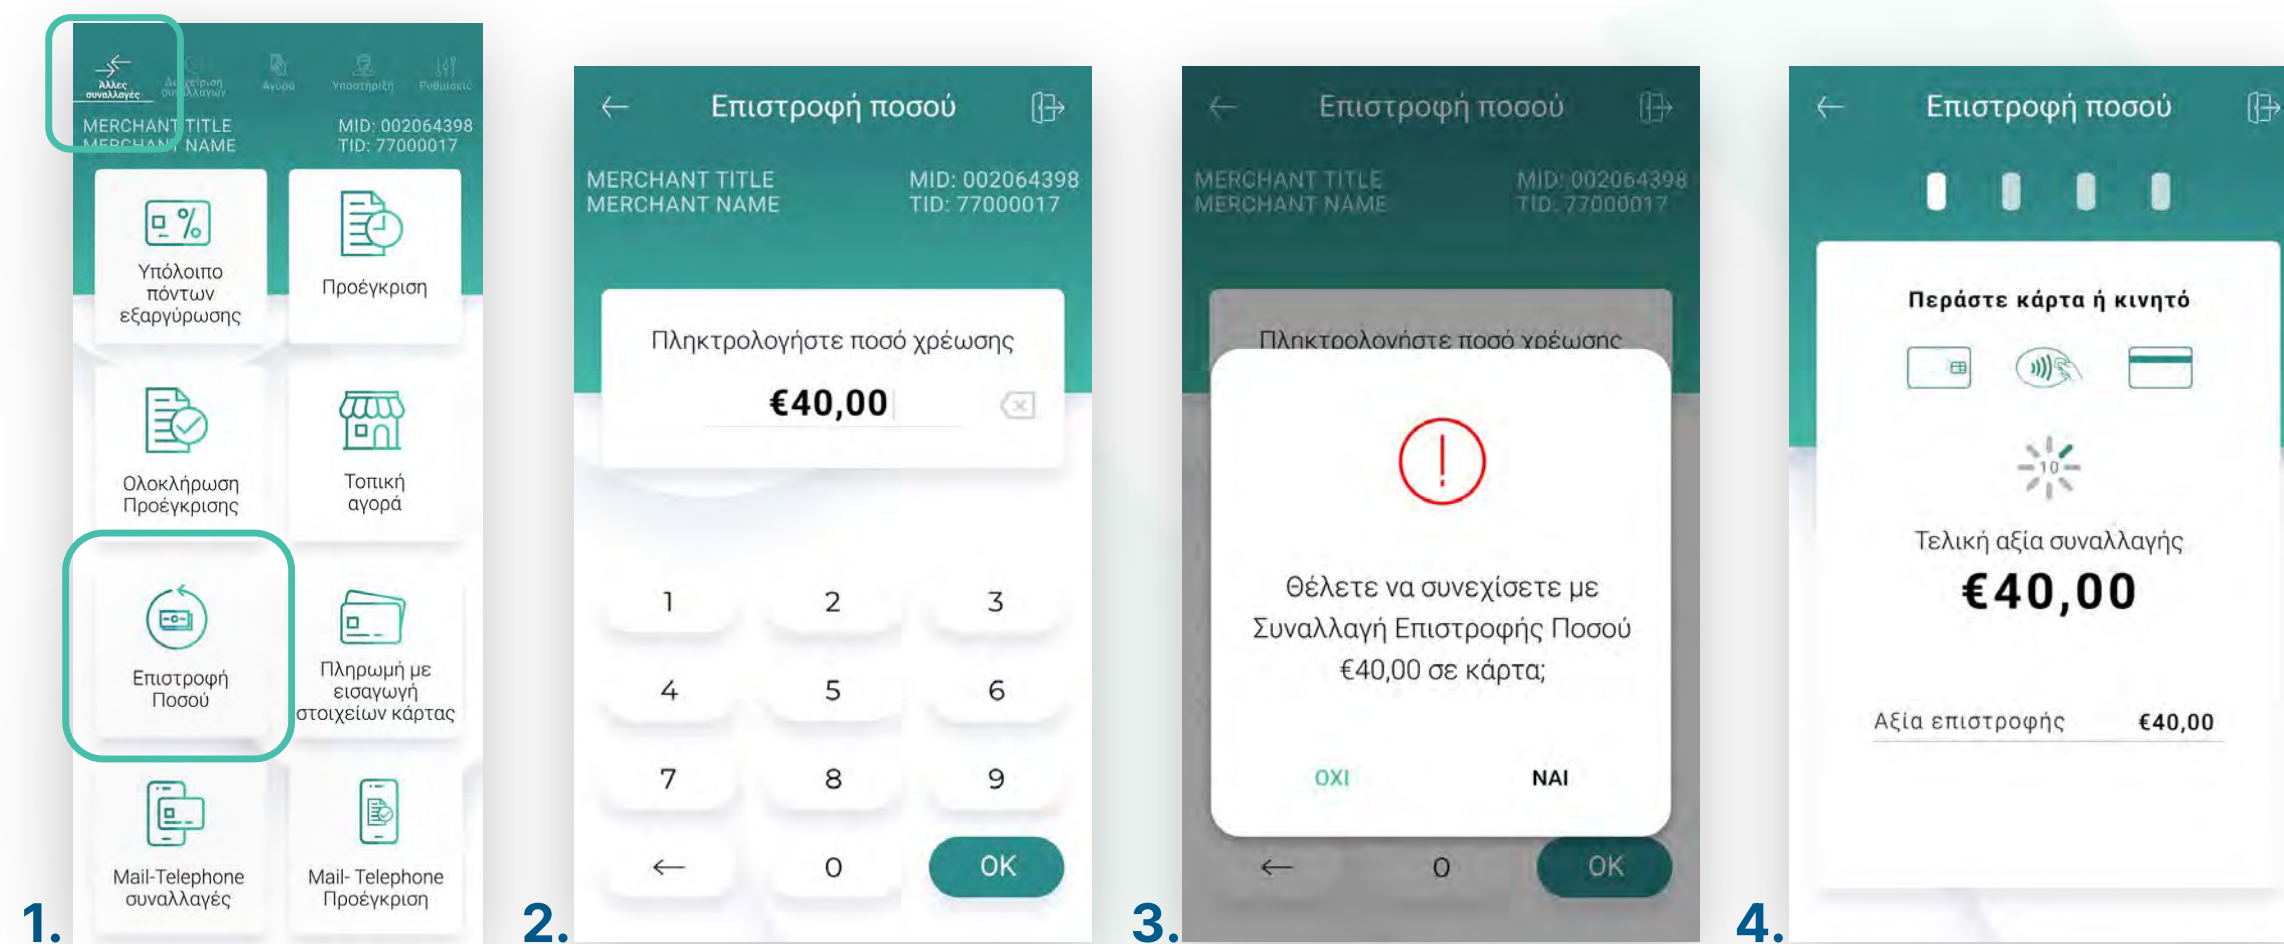 Άλλες
συναλλαγές
Διαχείριση
συναλλαγών
Αγορά
Υποστήριξη
Ρυθμίσεις
MERCHANT TITLE
MID: 002064398
MERCHANT NAME
TID: 77000017
Υπόλοιπο
πόντων
εξαργύρωσης
Προέγκριση
Ολοκλήρωση
Προέγκρισης
Τοπική
αγορά
Επιστροφή
Ποσού
Πληρωμή με
εισαγωγή
στοιχείων κάρτας
Mail-Telephone
συναλλαγές
Mail- Telephone
Προέγκριση
1.
Επιστροφή ποσού
MERCHANT TITLE
MID: 002064398
MERCHANT NAME
TID: 77000017
Πληκτρολογήστε ποσό χρέωσης
€40,00
1 2 3
4 5 6
7 8 9
0 OK
2.
Επιστροφή ποσού
MERCHANT TITLE
MID: 002064398
MERCHANT NAME
TID: 77000017
Πληκτρολογήστε ποσό χρέωσης
Θέλετε να συνεχίσετε με
Συναλλαγή Επιστροφής Ποσού
€40,00 σε κάρτα;
ΟΧΙ ΝΑΙ
0 OK
3.
Επιστροφή ποσού
Περάστε κάρτα ή κινητό
10
Τελική αξία συναλλαγής
€40,00
Αξία επιστροφής €40,00
4.